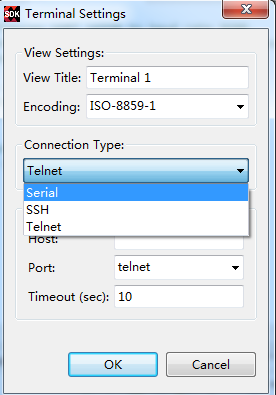 SDK Terminal Settings
View Settings:
View Title: Terminal 1
Encoding: ISO-8859-1
Connection Type:
Telnet
Serial
SSH
Telnet
Host:
Port: telnet
Timeout (sec): 10
OK Cancel